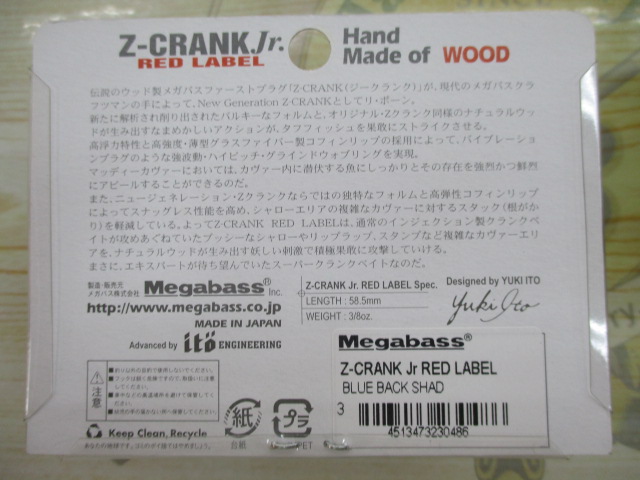 Z-CRANK Jr.
RED LABEL
Hand
Made of WOOD
伝説のウッド製メガバスファーストプラグ「Z-CRANK(ジークランク)」が、現代のメガバスクラ
フツマンの手によって、New Generation Z-CRANKとしてリ・ボーン。
新たに解析され削り出されたバルキーなフォルムと、オリジナル・Zクランク同様のナチュラルウッ
ドが生み出すなまめかしいアクションが、タフフィッシュを果敢にストライクさせる。
高浮力特性と高強度・薄型グラスファイバー製コフィンリップの採用によって、バイブレーショ
ンプラグのような強波動・ハイピッチ・グラインドウォブリングを実現。
マッディーカヴァーにおいては、カヴァー内に潜伏する魚にしっかりとその存在を強烈かつ鮮烈
にアピールすることができるのだ。
また、ニュージェネレーション・Zクランクならではの独特なフォルムと高弾性コフィンリップ
によってスナッグレス性能を高め、シャローエリアの複雑なカヴァーに対するスタック(根がか
り)を軽減している。よってZ-CRANK RED LABELは、通常のインジェクション製クランクベ
イトが攻めあぐねていたブッシーなシャローやリップラップ、スタンプなど複雑なカヴァーエリ
アを、ナチュラルウッドが生み出す妖しい刺激で積極果敢に攻撃していける。
まさに、エキスパートが待ち望んでいたスーパークランクベイトなのだ。
製造・販売元
メガバス株式会社 Megabass® Inc.
http://www.megabass.co.jp
MADE IN JAPAN
Advanced by itö ENGINEERING
Z-CRANK Jr. RED LABEL Spec.
LENGTH : 58.5mm
WEIGHT : 3/8oz.
Designed by YUKI ITO
Yuki Ito
注意
■釣り以外の目的で使用しないでください。
Keep Clean, Recycle
紙
台紙
プラ
PET
Megabass®
Z-CRANK Jr RED LABEL
BLUE BACK SHAD
3
4513473230486